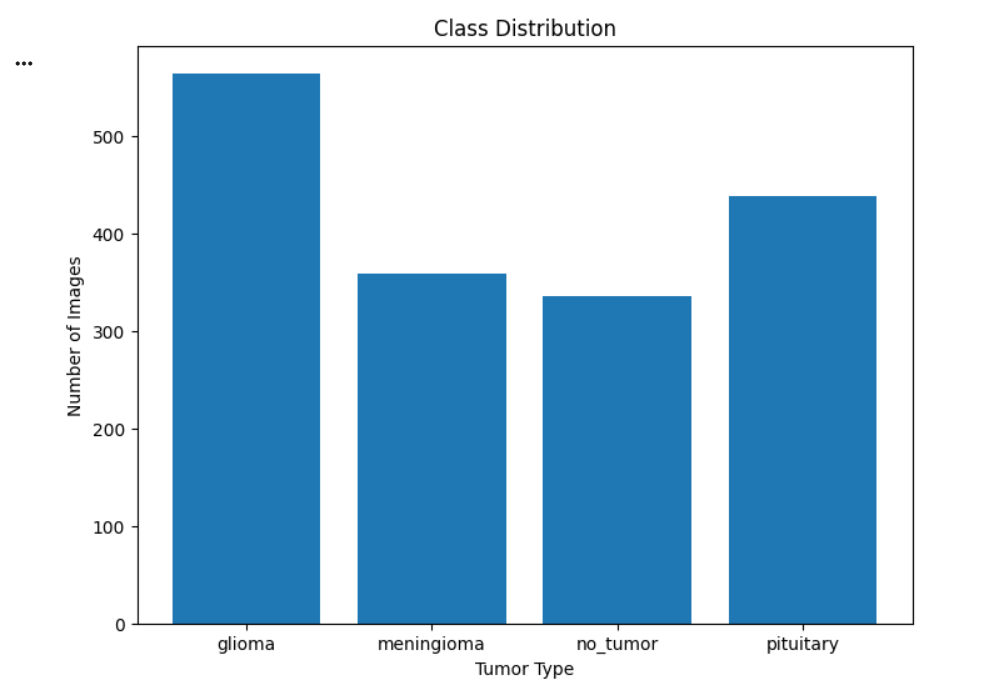 Class Distribution
...
500
400
300
200
100
0
Number of Images
glioma meningioma no_tumor pituitary
Tumor Type